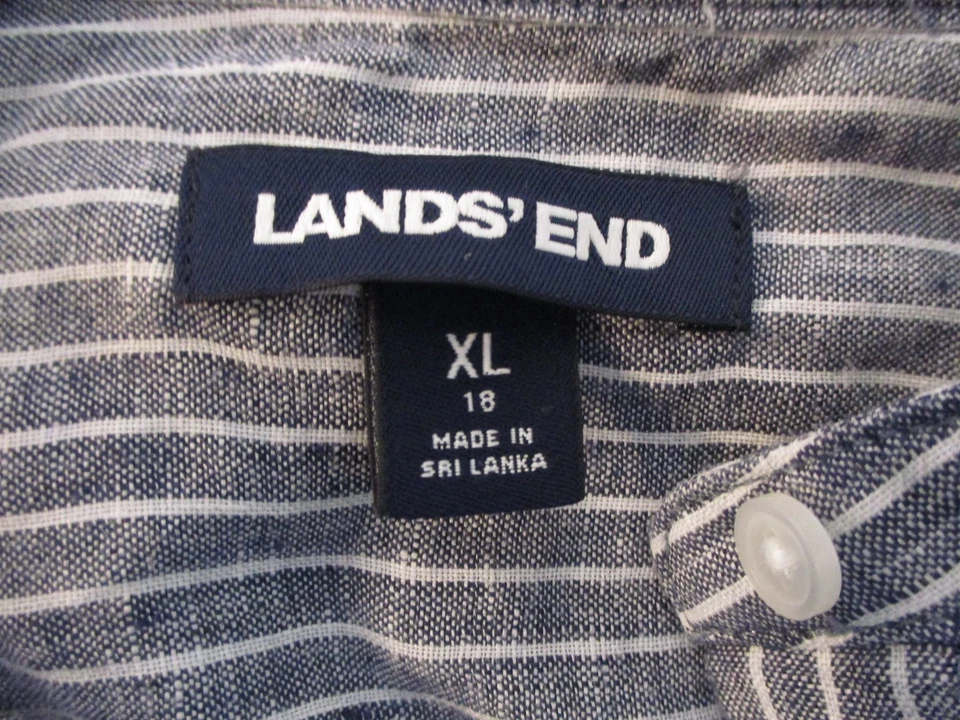 LANDS' END
XL
18
MADE IN
SRI LANKA